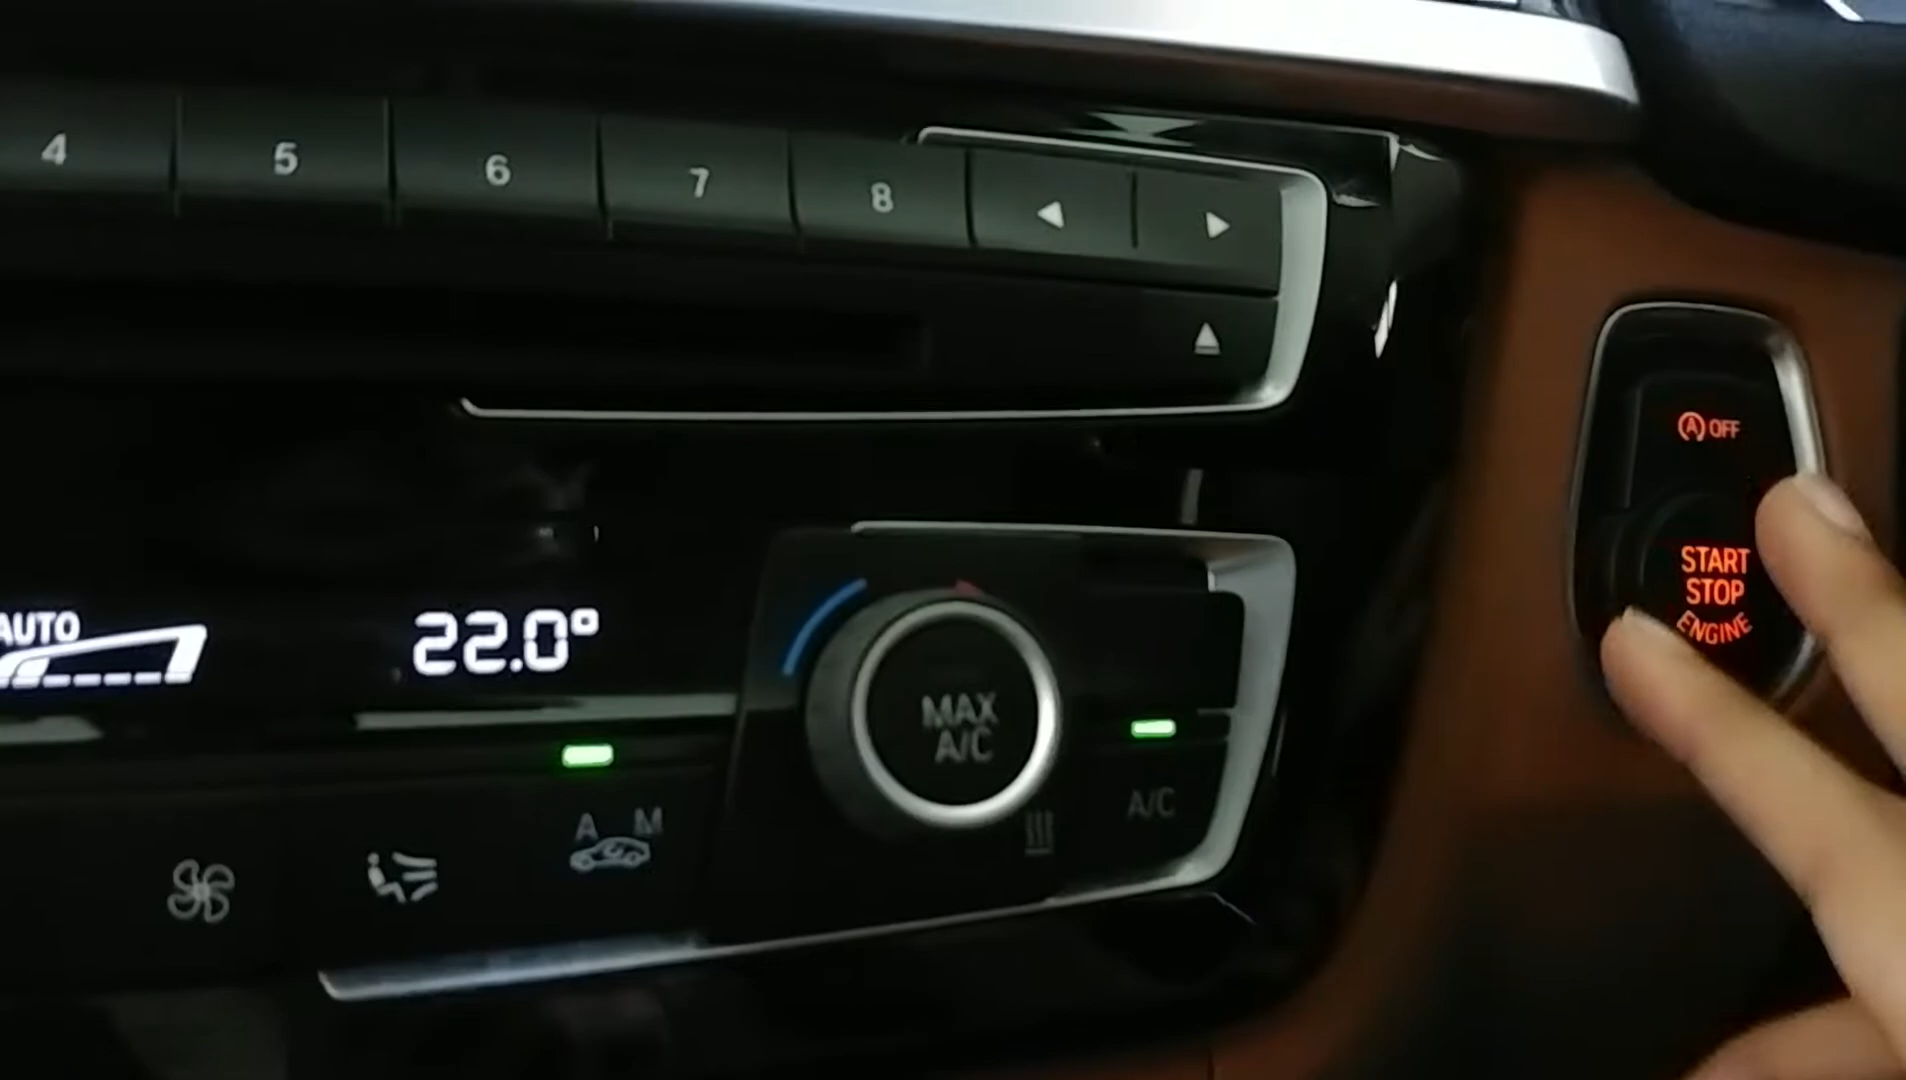 4 5 6 7 8
A OFF
START
STOP
ENGINE
AUTO
22.0°
MAX
A/C
A/C
A M